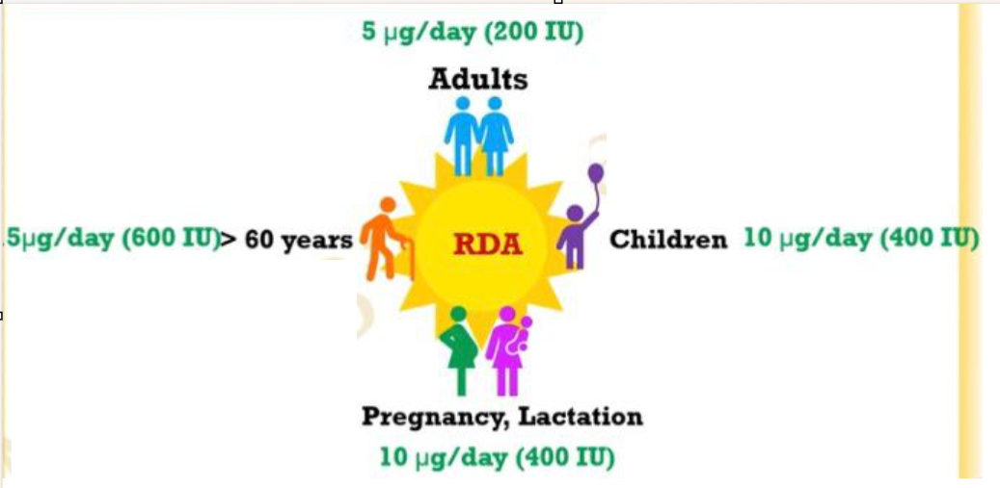 5 µg/day (200 IU)
Adults
5µg/day (600 IU)> 60 years
RDA
Children 10 µg/day (400 IU)
Pregnancy, Lactation
10 µg/day (400 IU)